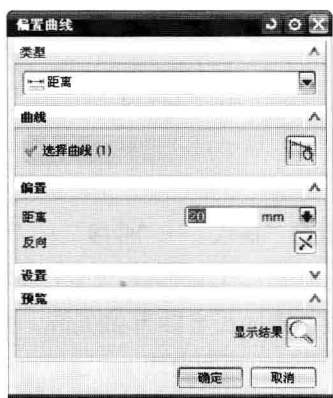 偏置曲线
类型
距离
曲线
选择曲线 (1)
偏置
距离 20 mm
反向
设置
预览
显示结果
确定 取消